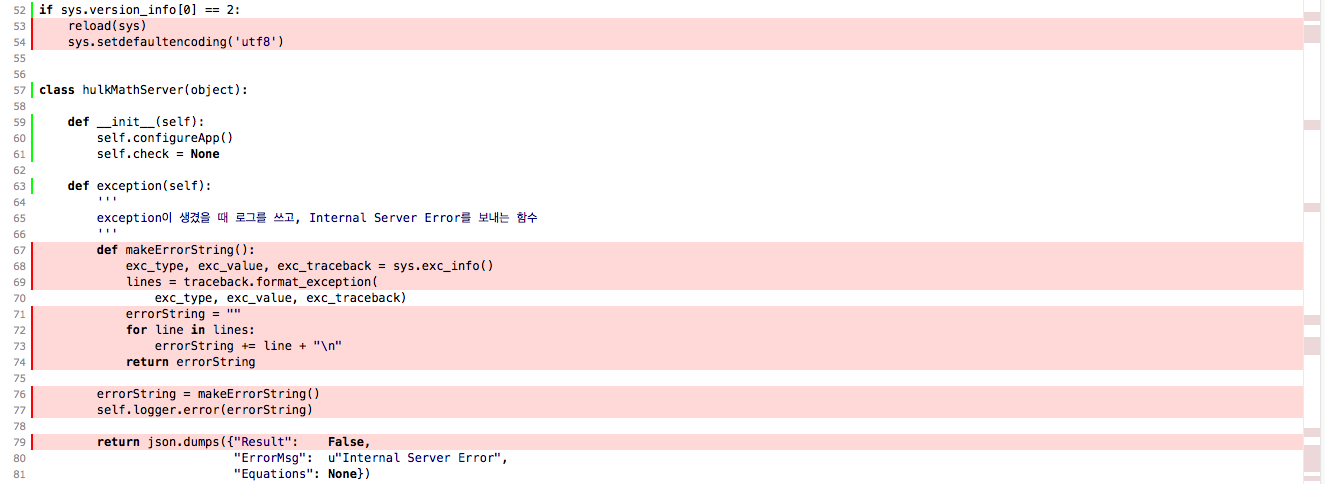 52 if sys.version_info[0] == 2:
53     reload(sys)
54     sys.setdefaultencoding('utf8')
55
56
57 class hulkMathServer(object):
58
59     def __init__(self):
60         self.configureApp()
61         self.check = None
62
63     def exception(self):
64         '''
65         exception이 생겼을 때 로그를 쓰고, Internal Server Error를 보내는 함수
66         '''
67         def makeErrorString():
68             exc_type, exc_value, exc_traceback = sys.exc_info()
69             lines = traceback.format_exception(
70                 exc_type, exc_value, exc_traceback)
71             errorString = ""
72             for line in lines:
73                 errorString += line + "\n"
74             return errorString
75
76         errorString = makeErrorString()
77         self.logger.error(errorString)
78
79         return json.dumps({"Result":    False,
80                            "ErrorMsg":  u"Internal Server Error",
81                            "Equations": None})